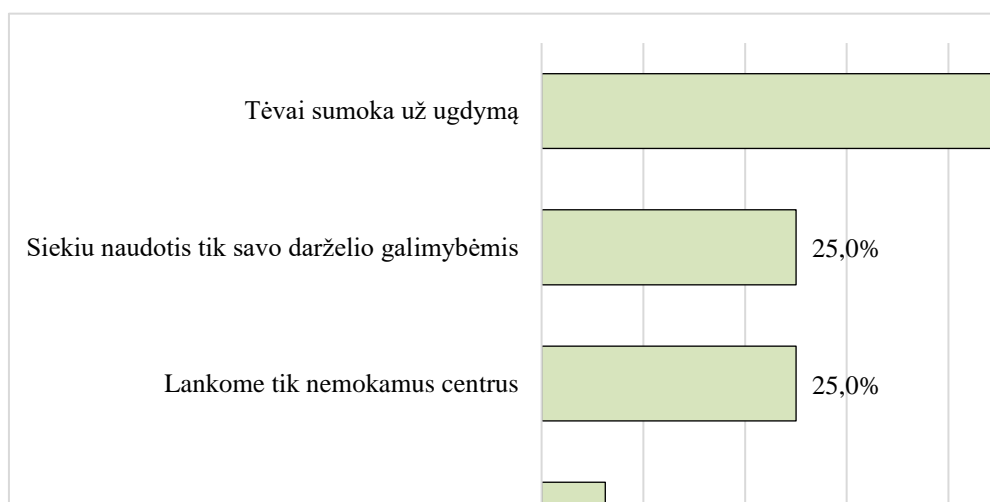 Tėvai sumoka už ugdymą
Siekiu naudotis tik savo darželio galimybėmis
25,0%
Lankome tik nemokamus centrus
25,0%